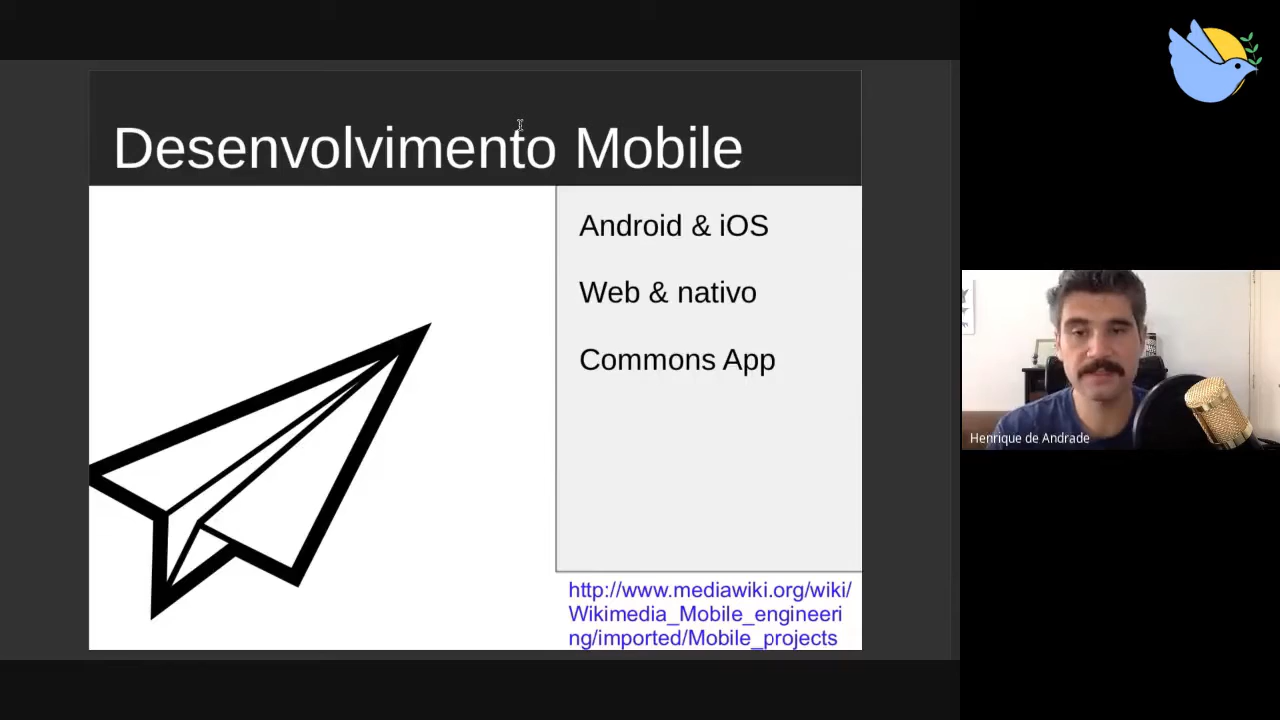 Desenvolvimento Mobile
Android & iOS
Web & nativo
Commons App
http://www.mediawiki.org/wiki/
Wikimedia_Mobile_engineeri
ng/imported/Mobile_projects
Henrique de Andrade